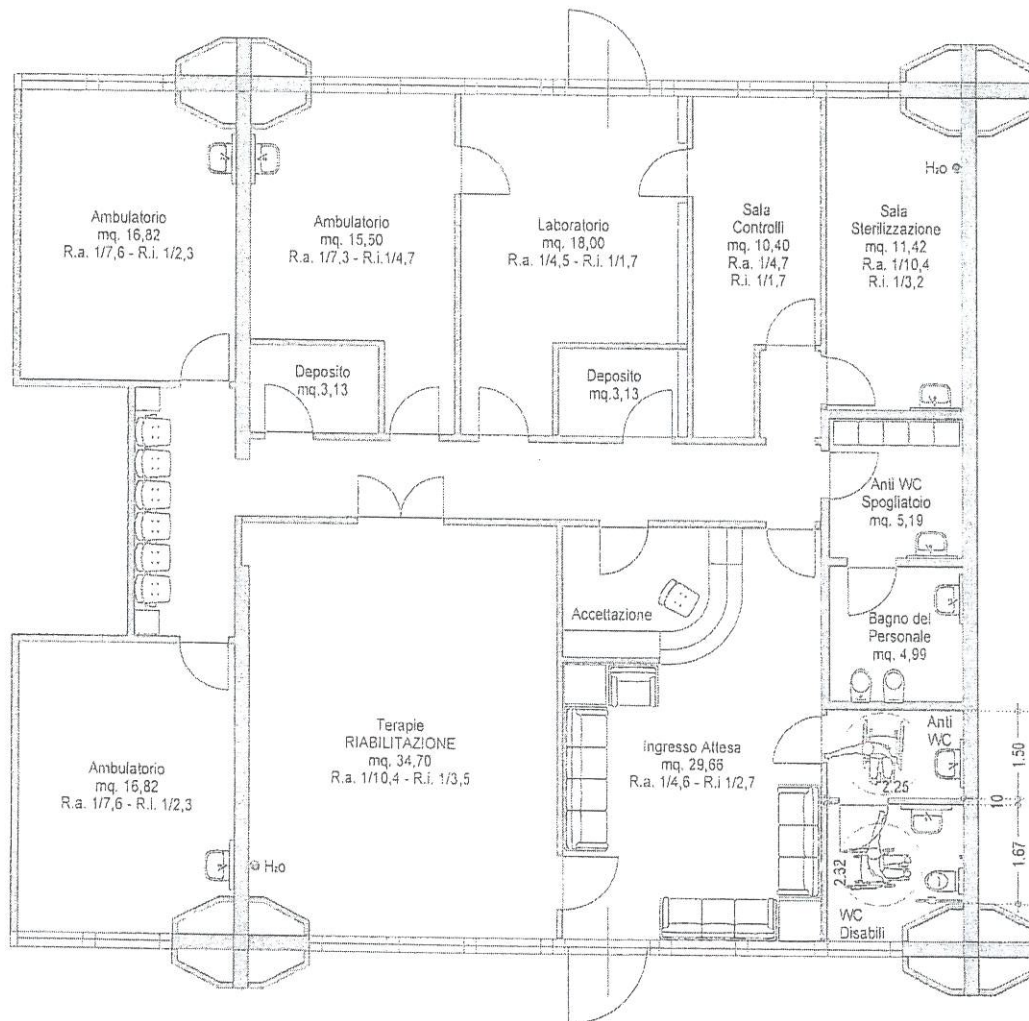 Ambulatorio
mq. 16,82
R.a. 1/7,6 - R.i. 1/2,3
Ambulatorio
mq. 15,50
R.a. 1/7,3 - R.i.1/4,7
Laboratorio
mq. 18,00
R.a. 1/4,5 - R.i. 1/1,7
Sala
Controlli
mq. 10,40
R.a. 1/4,7
R.i. 1/1,7
H₂o
Sala
Sterilizzazione
mq. 11,42
R.a. 1/10,4
R.i. 1/3,2
Deposito
mq.3,13
Deposito
mq.3,13
Anti WC
Spogliatoio
mq. 5,19
Accettazione
Bagno del
Personale
mq. 4,99
Terapie
RIABILITAZIONE
mq. 34,70
R.a. 1/10,4 - R.i. 1/3,5
Ingresso Attesa
mq. 29,66
R.a. 1/4,6 - R.i 1/2,7
Anti
WC
2.25
1.50
10
1.67
Ambulatorio
mq. 16,82
R.a. 1/7,6 - R.i. 1/2,3
H₂o
2.32
WC
Disabili